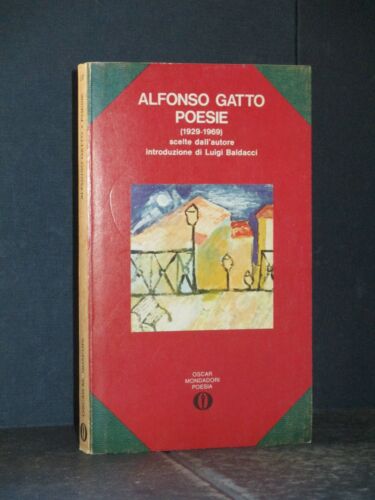 ALFONSO GATTO
POESIE
(1929-1969)
scelte dall'autore
introduzione di Luigi Baldacci
OSCAR
MONDADORI
POESIA